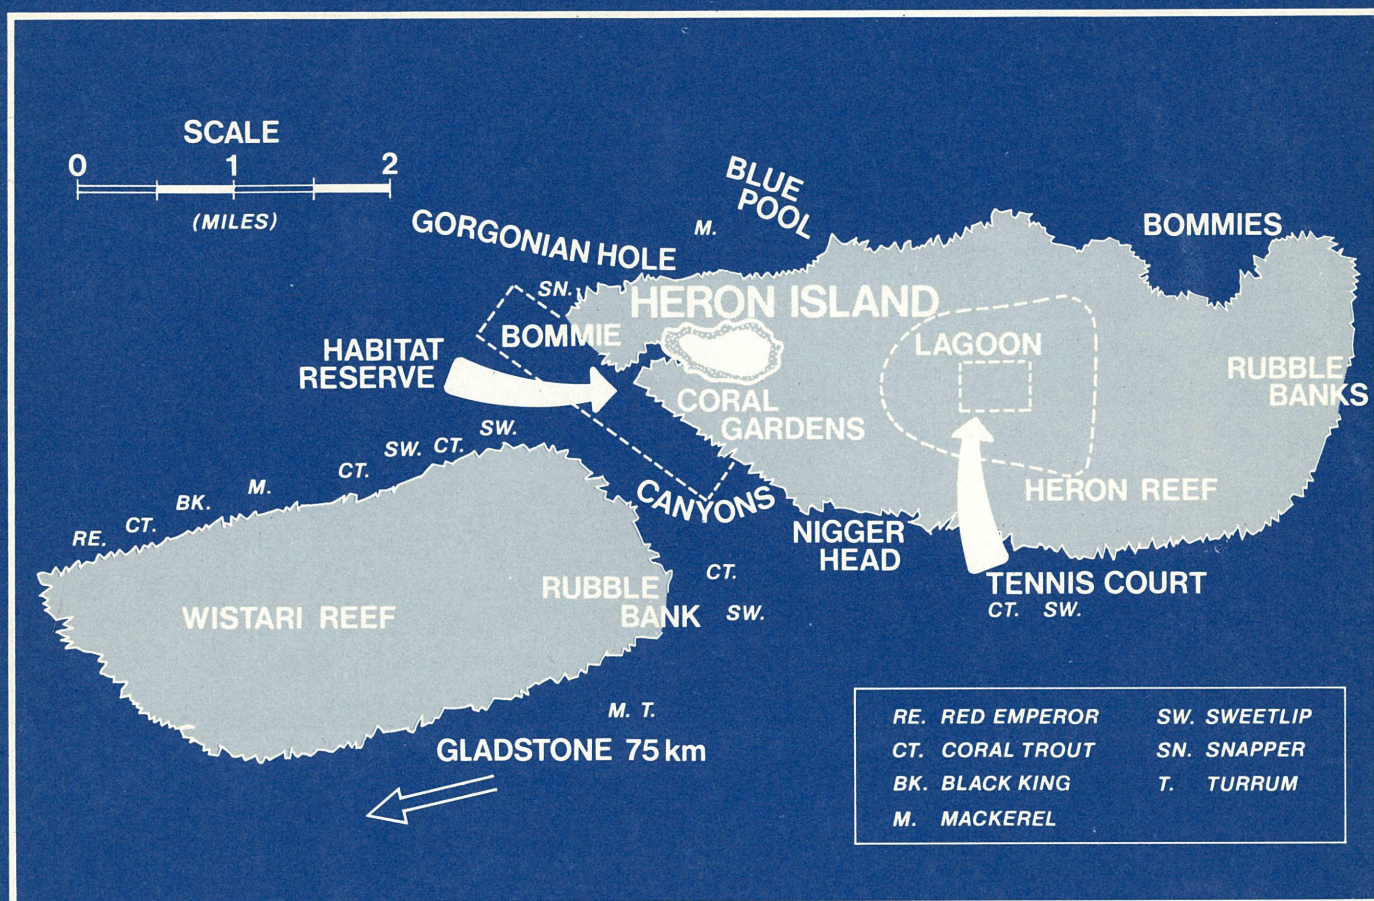 SCALE
0 1 2
(MILES)
BLUE
POOL
GORGONIAN HOLE
M.
BOMMIES
SN.
HERON ISLAND
BOMMIE
HABITAT
RESERVE
LAGOON
RUBBLE
BANKS
CORAL
GARDENS
SW.
SW. CT.
CT.
M.
BK.
CT.
RE.
CANYONS
HERON REEF
NIGGER
HEAD
TENNIS COURT
CT. SW.
CT.
SW.
RUBBLE
BANK
WISTARI REEF
M. T.
GLADSTONE 75 km
RE. RED EMPEROR
CT. CORAL TROUT
BK. BLACK KING
M. MACKEREL
SW. SWEETLIP
SN. SNAPPER
T. TURRUM